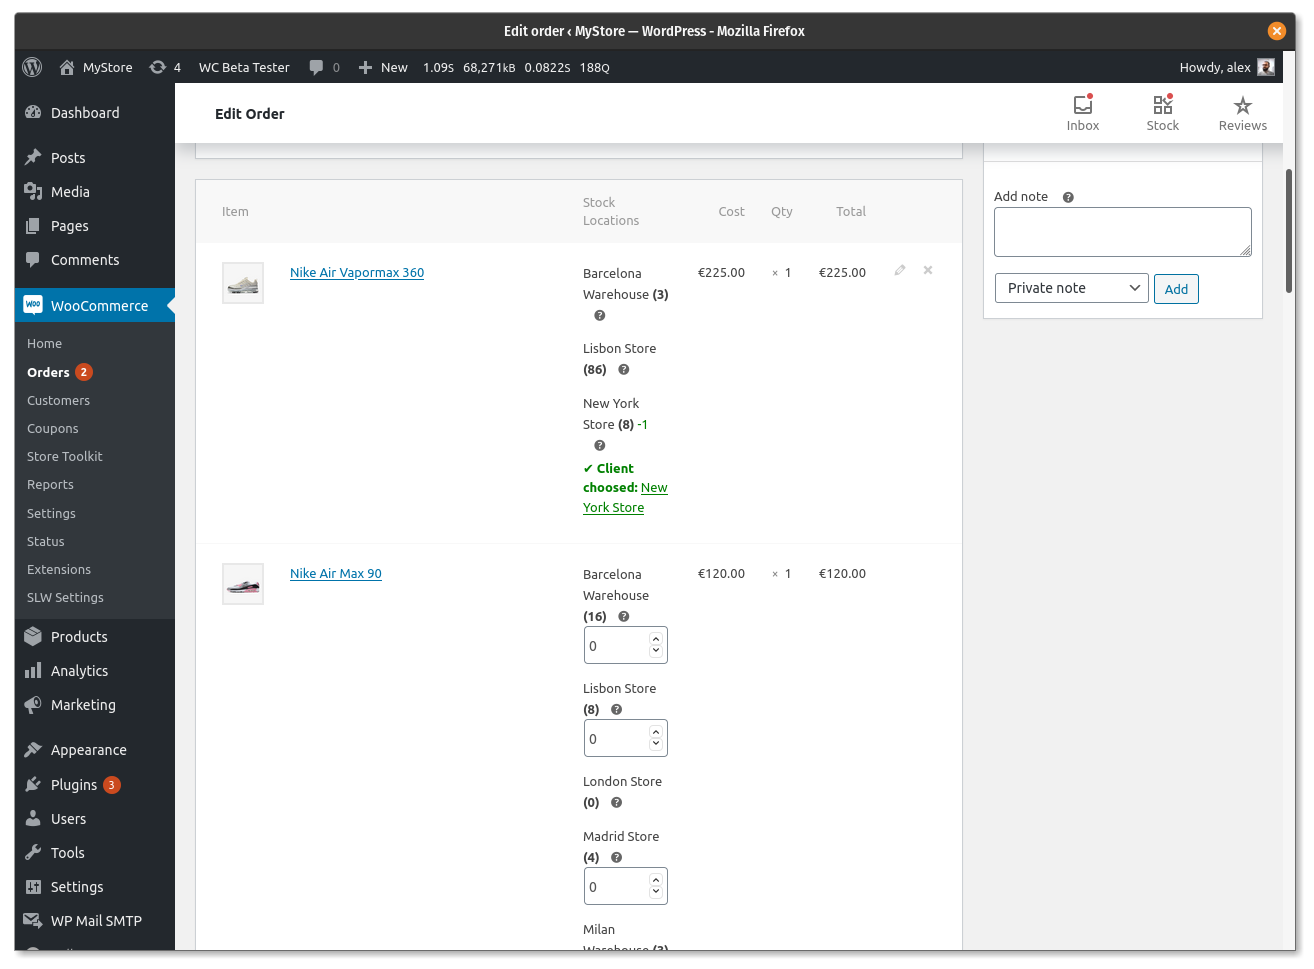 Edit order ‹ MyStore — WordPress - Mozilla Firefox
MyStore 4 WC Beta Tester 0 New 1.09S 68,271KB 0.0822S 188Q Howdy, alex
Edit Order
Inbox
Stock
Reviews
Dashboard
Posts
Media
Pages
Comments
WooCommerce
Home
Orders 2
Customers
Coupons
Store Toolkit
Reports
Settings
Status
Extensions
SLW Settings
Products
Analytics
Marketing
Appearance
Plugins 3
Users
Tools
Settings
WP Mail SMTP
Item Stock Locations Cost Qty Total
Nike Air Vapormax 360
Barcelona
Warehouse (3)
Lisbon Store
(86)
New York
Store (8) -1
✔ Client
choosed: New
York Store
€225.00 × 1 €225.00
Nike Air Max 90
Barcelona
Warehouse
(16)
0
Lisbon Store
(8)
0
London Store
(0)
Madrid Store
(4)
0
Milan
Warehouse (3)
€120.00 × 1 €120.00
Add note
Private note
Add